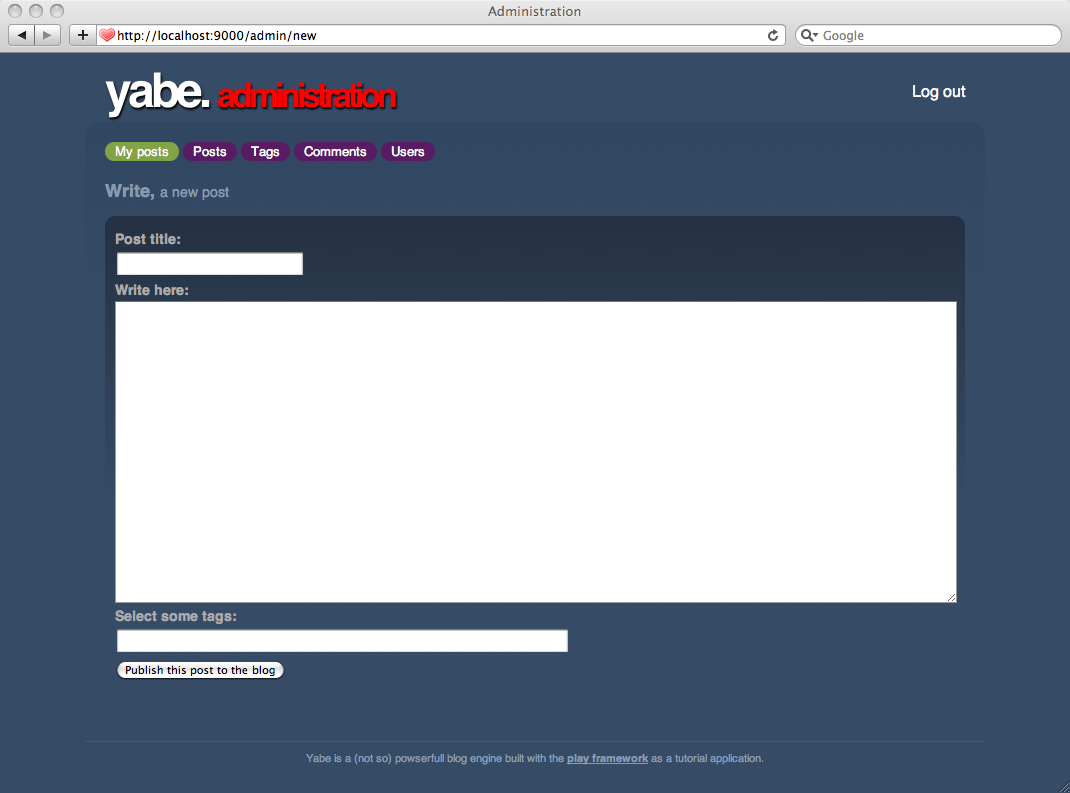 Administration
http://localhost:9000/admin/new
Google
yabe. administration
Log out
My posts Posts Tags Comments Users
Write, a new post
Post title:
Write here:
Select some tags:
Publish this post to the blog
Yabe is a (not so) powserfull blog engine built with the play framework as a tutorial application.